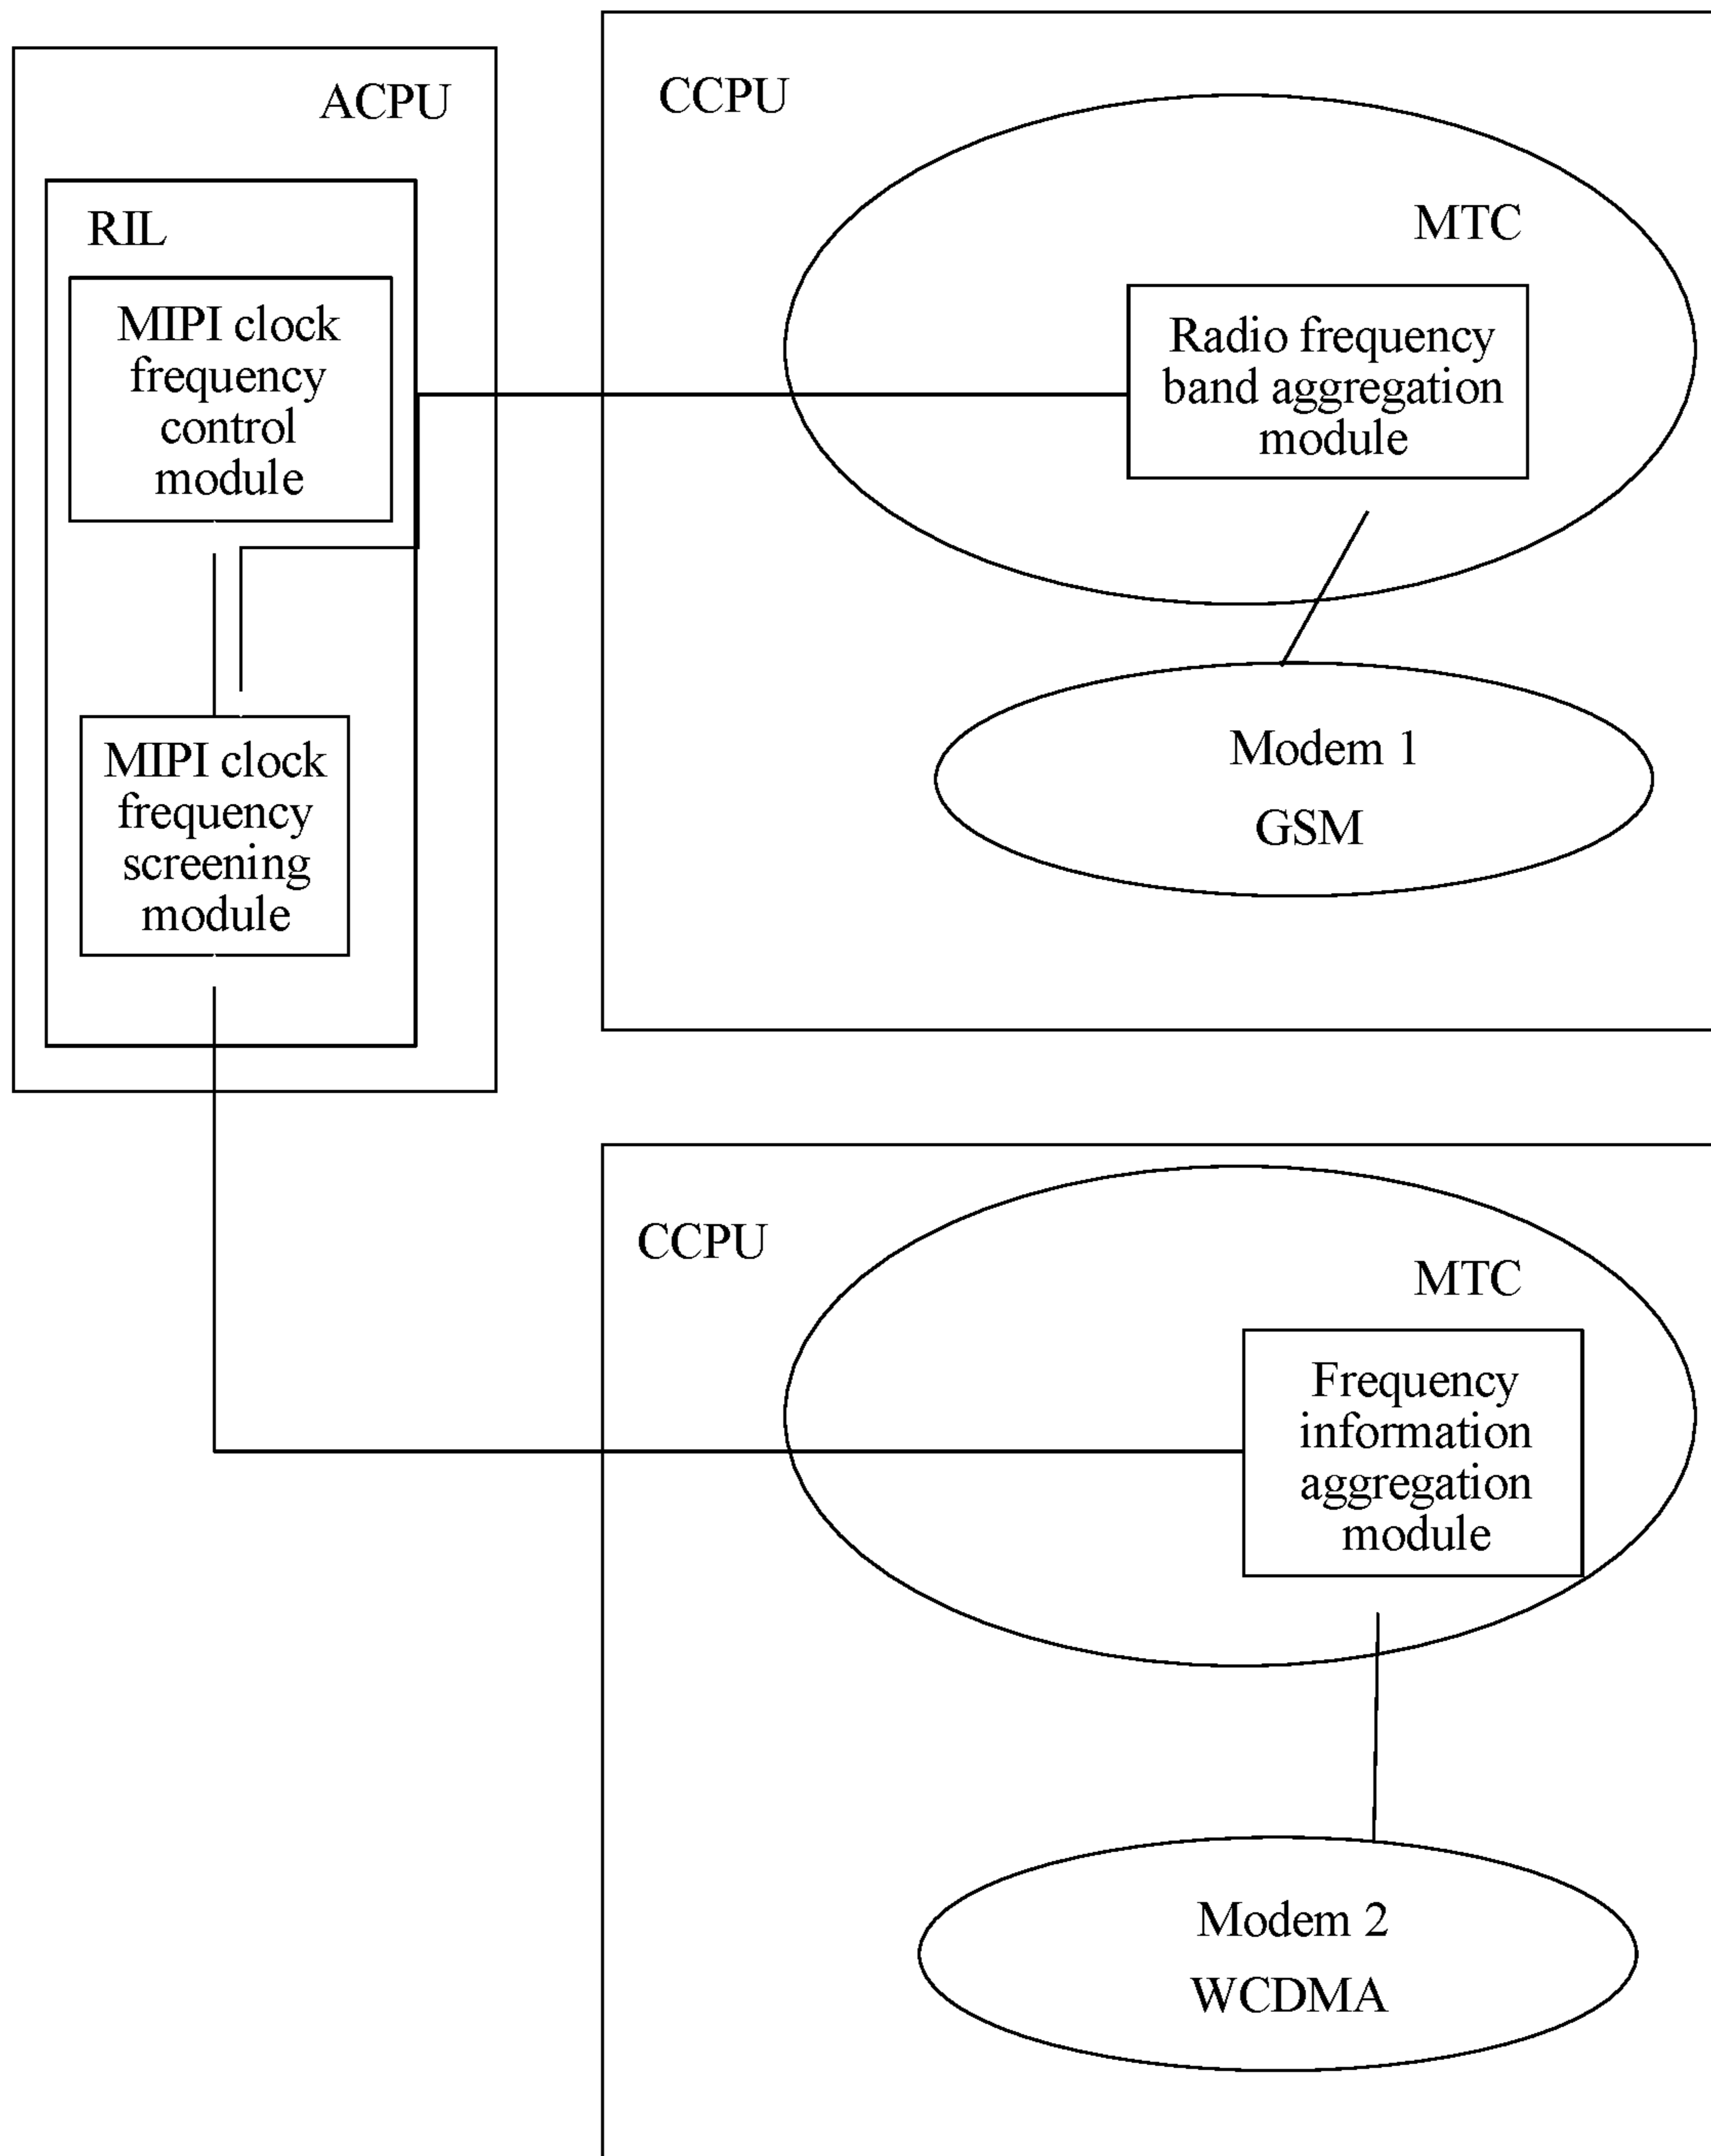 ACPU
RIL
MIPI clock
frequency
control
module
MIPI clock
frequency
screening
module
CCPU
MTC
Radio frequency
band aggregation
module
Modem 1
GSM
CCPU
MTC
Frequency
information
aggregation
module
Modem 2
WCDMA